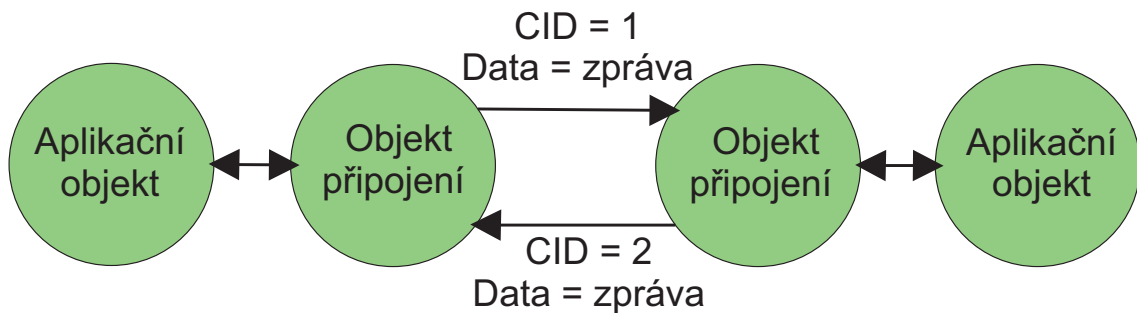 CID = 1
Data = zpráva
Aplikační
objekt
Objekt
připojení
Objekt
připojení
Aplikační
objekt
CID = 2
Data = zpráva